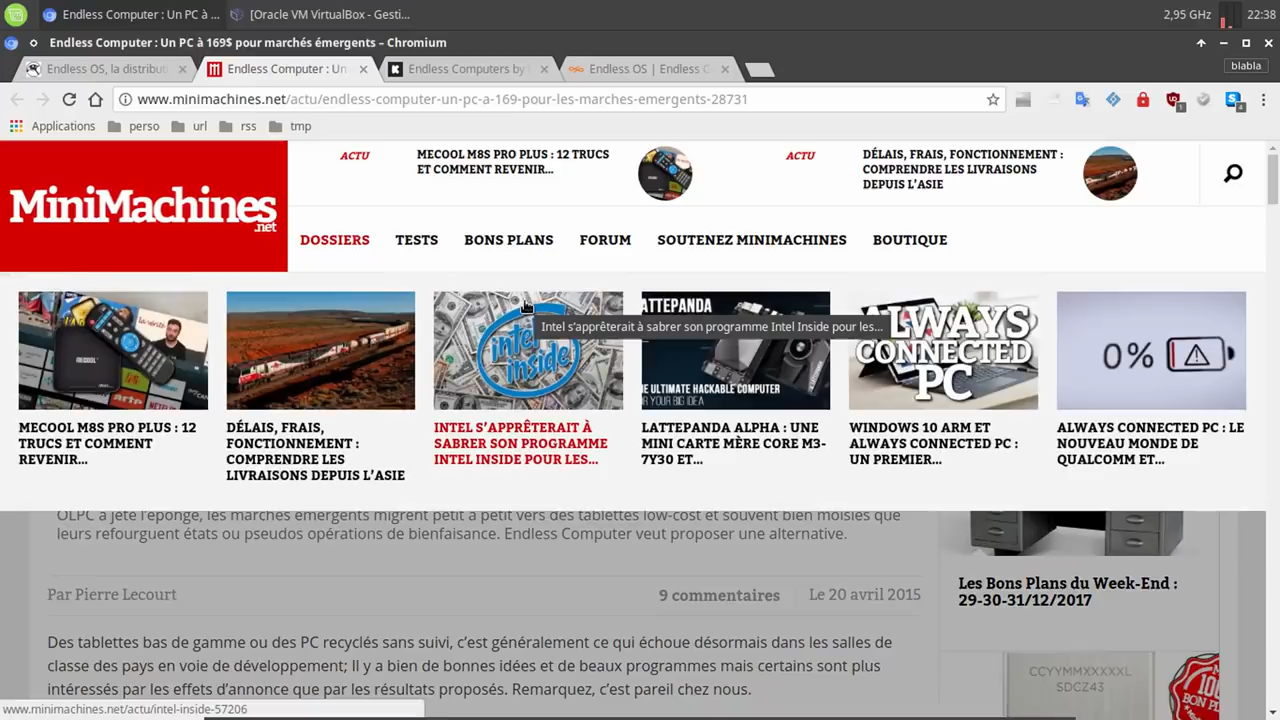 Endless Computer : Un PC à ...
[Oracle VM VirtualBox - Gesti...
2,95 GHz
22:38
Endless Computer : Un PC à 169$ pour marchés émergents – Chromium
blabla
Endless OS, la distribut
Endless Computer : Un
Endless Computers by
Endless OS | Endless C
www.minimachines.net/actu/endless-computer-un-pc-a-169-pour-les-marches-emergents-28731
Applications
perso
url
rss
tmp
MiniMachines
.net
ACTU
MECOOL M8S PRO PLUS : 12 TRUCS
ET COMMENT REVENIR...
ACTU
DÉLAIS, FRAIS, FONCTIONNEMENT :
COMPRENDRE LES LIVRAISONS
DEPUIS L'ASIE
DOSSIERS
TESTS
BONS PLANS
FORUM
SOUTENEZ MINIMACHINES
BOUTIQUE
intel
inside
Intel s'apprêterait à sabrer son programme Intel Inside pour les...
ATTEPANDA
HE ULTIMATE HACKABLE COMPUTER
OR YOUR BIG IDEA
ALWAYS
CONNECTED
PC
0%
MECOOL M8S PRO PLUS : 12
TRUCS ET COMMENT
REVENIR...
DÉLAIS, FRAIS,
FONCTIONNEMENT :
COMPRENDRE LES
LIVRAISONS DEPUIS L'ASIE
INTEL S'APPRÊTERAIT À
SABRER SON PROGRAMME
INTEL INSIDE POUR LES...
LATTEPANDA ALPHA : UNE
MINI CARTE MÈRE CORE M3-
7Y30 ET...
WINDOWS 10 ARM ET
ALWAYS CONNECTED PC :
UN PREMIER...
ALWAYS CONNECTED PC : LE
NOUVEAU MONDE DE
QUALCOMM ET...
OLPC a jeté l'éponge, les marchés émergents migrent petit à petit vers des tablettes low-cost et souvent bien moisies que
leurs refourguent états ou pseudos opérations de bienfaisance. Endless Computer veut proposer une alternative.
Par Pierre Lecourt
9 commentaires
Le 20 avril 2015
Des tablettes bas de gamme ou des PC recyclés sans suivi, c'est généralement ce qui échoue désormais dans les salles de
classe des pays en voie de développement; Il y a bien de bonnes idées et de beaux programmes mais certains sont plus
intéressés par les effets d'annonce que par les résultats proposés. Remarquez, c'est pareil chez nous.
Les Bons Plans du Week-End :
29-30-31/12/2017
CCYYMMXXXXXL
SDCZ43
www.minimachines.net/actu/intel-inside-57206